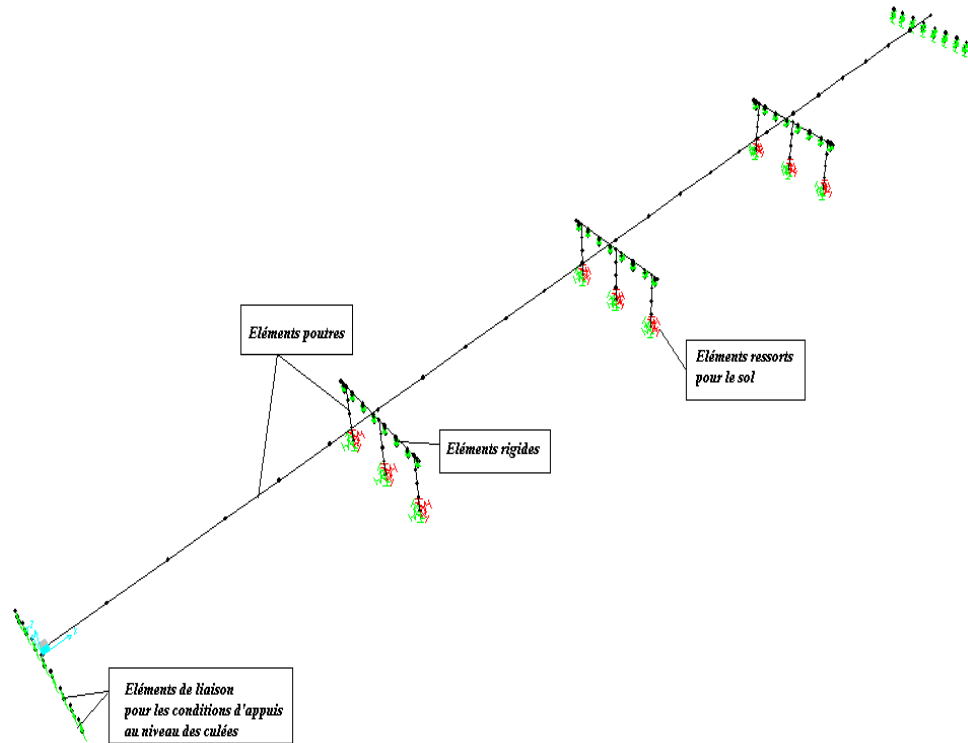 Eléments poutres
Eléments ressorts
pour le sol
Eléments rigides
Eléments de liaison
pour les conditions d'appuis
au niveau des culées